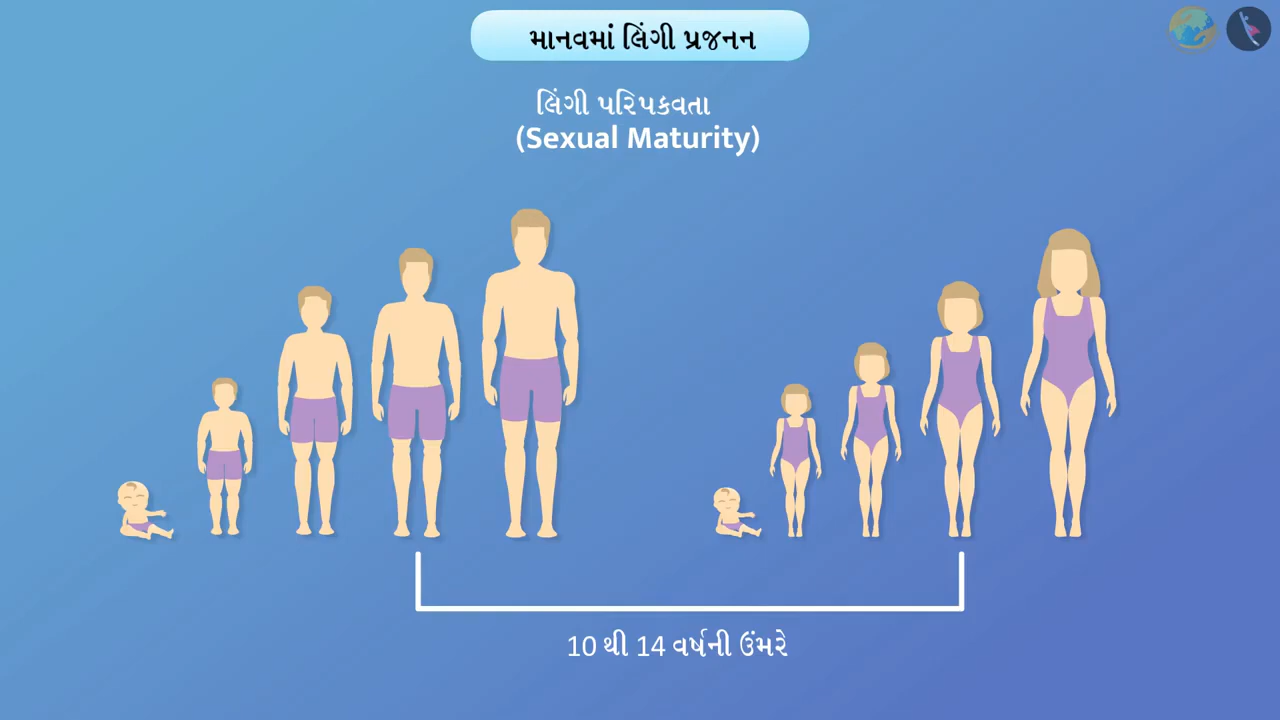 માનવમાં લિંગી પ્રજનન
લિંગી પરિપકવતા
(Sexual Maturity)
10 થી 14 વર્ષની ઉંમરે